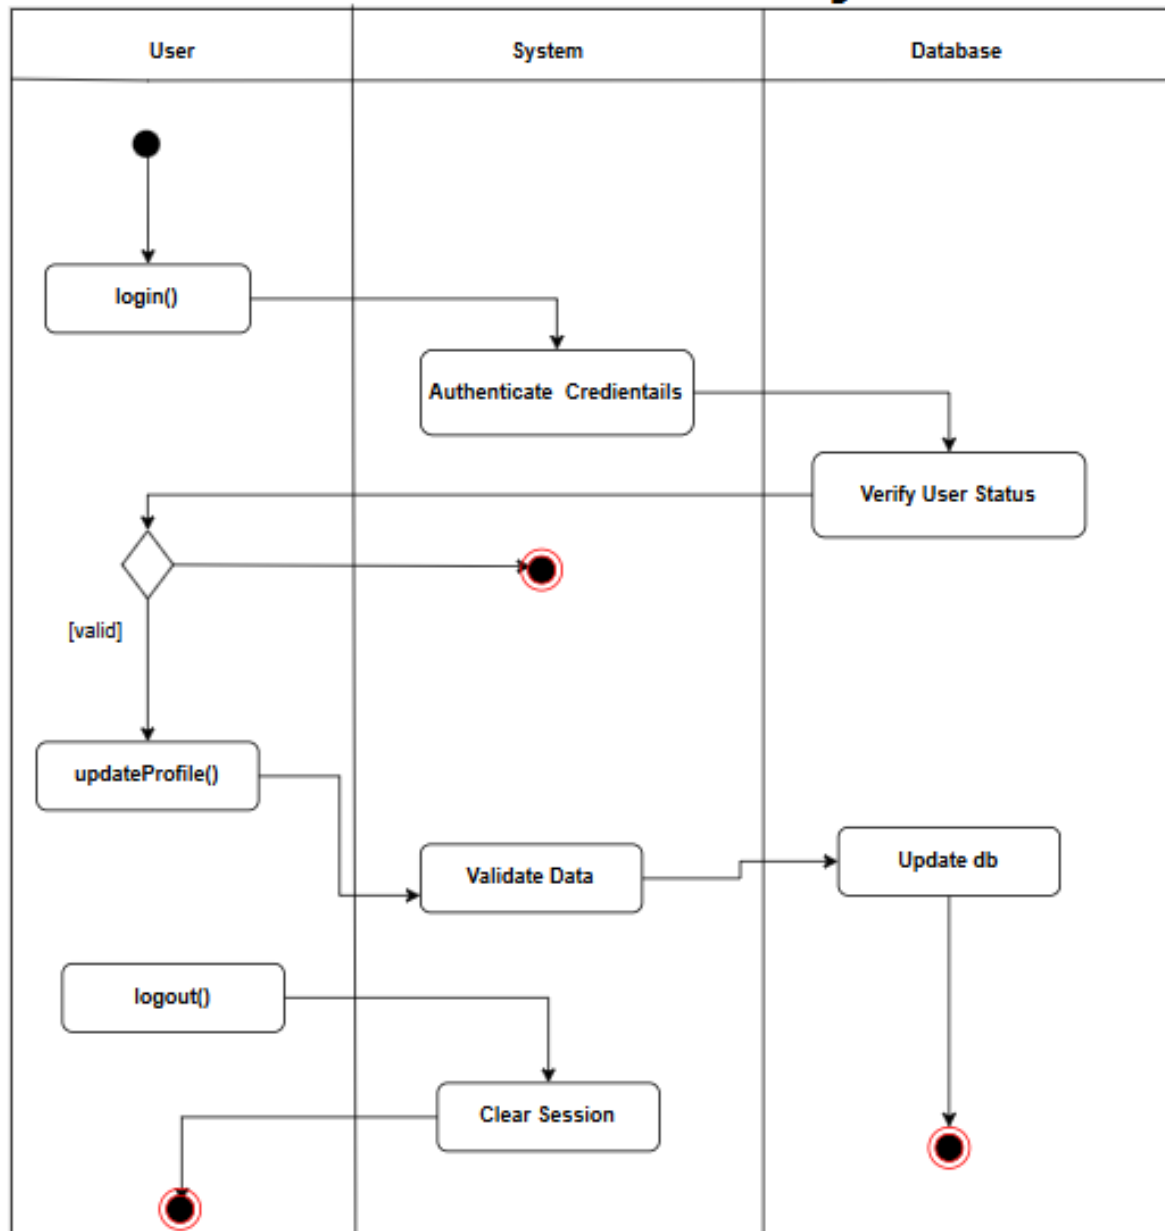 User
System
Database
login()
Authenticate Credientails
Verify User Status
[valid]
updateProfile()
Validate Data
Update db
logout()
Clear Session